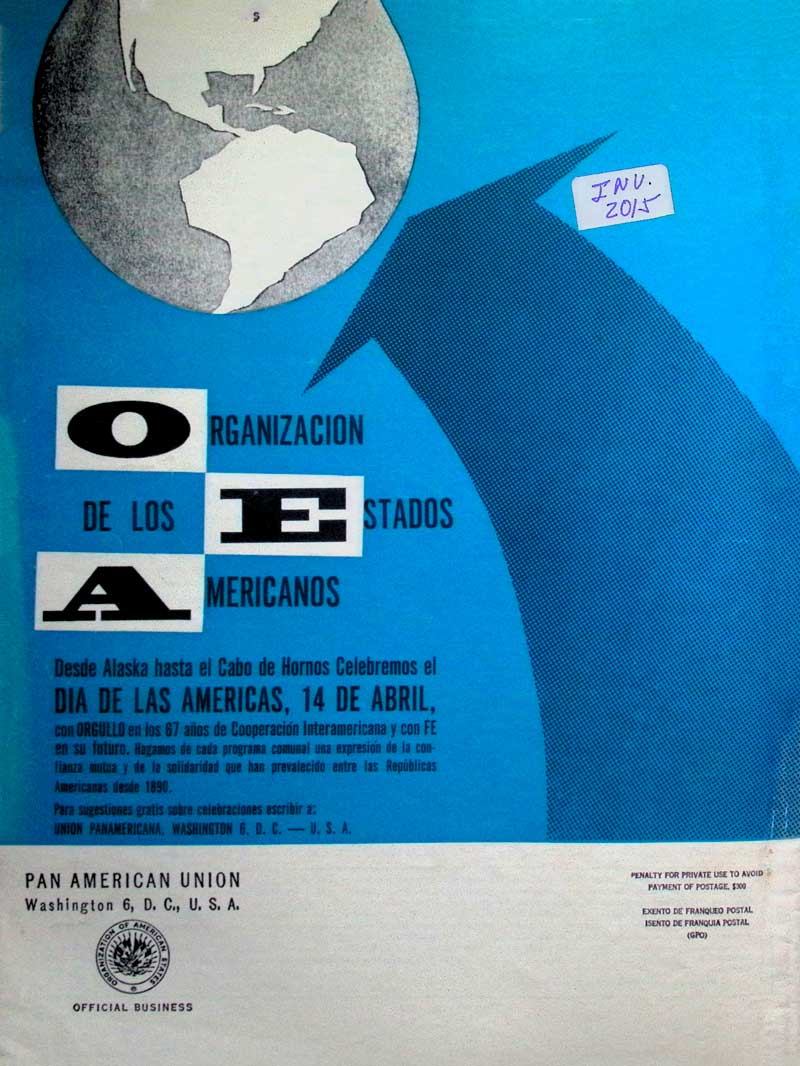 S
INV.
2015
ORGANIZACION
DE LOS ESTADOS
AMERICANOS
Desde Alaska hasta el Cabo de Hornos Celebremos el
DIA DE LAS AMERICAS, 14 DE ABRIL,
con ORGULLO en los 67 años de Cooperación Interamericana y con FE
en su futuro. Hagamos de cada programa comunal una expresión de la con-
fianza mutua y de la solidaridad que han prevalecido entre las Repúblicas
Americanas desde 1890.
Para sugestiones gratis sobre celebraciones escribir a:
UNION PANAMERICANA, WASHINGTON 6, D. C. — U. S. A.
PAN AMERICAN UNION
Washington 6, D. C., U. S. A.
ORGANIZATION OF AMERICAN STATES
OFFICIAL BUSINESS
PENALTY FOR PRIVATE USE TO AVOID
PAYMENT OF POSTAGE, $300
EXENTO DE FRANQUEO POSTAL
ISENTO DE FRANQUIA POSTAL
(GPO)